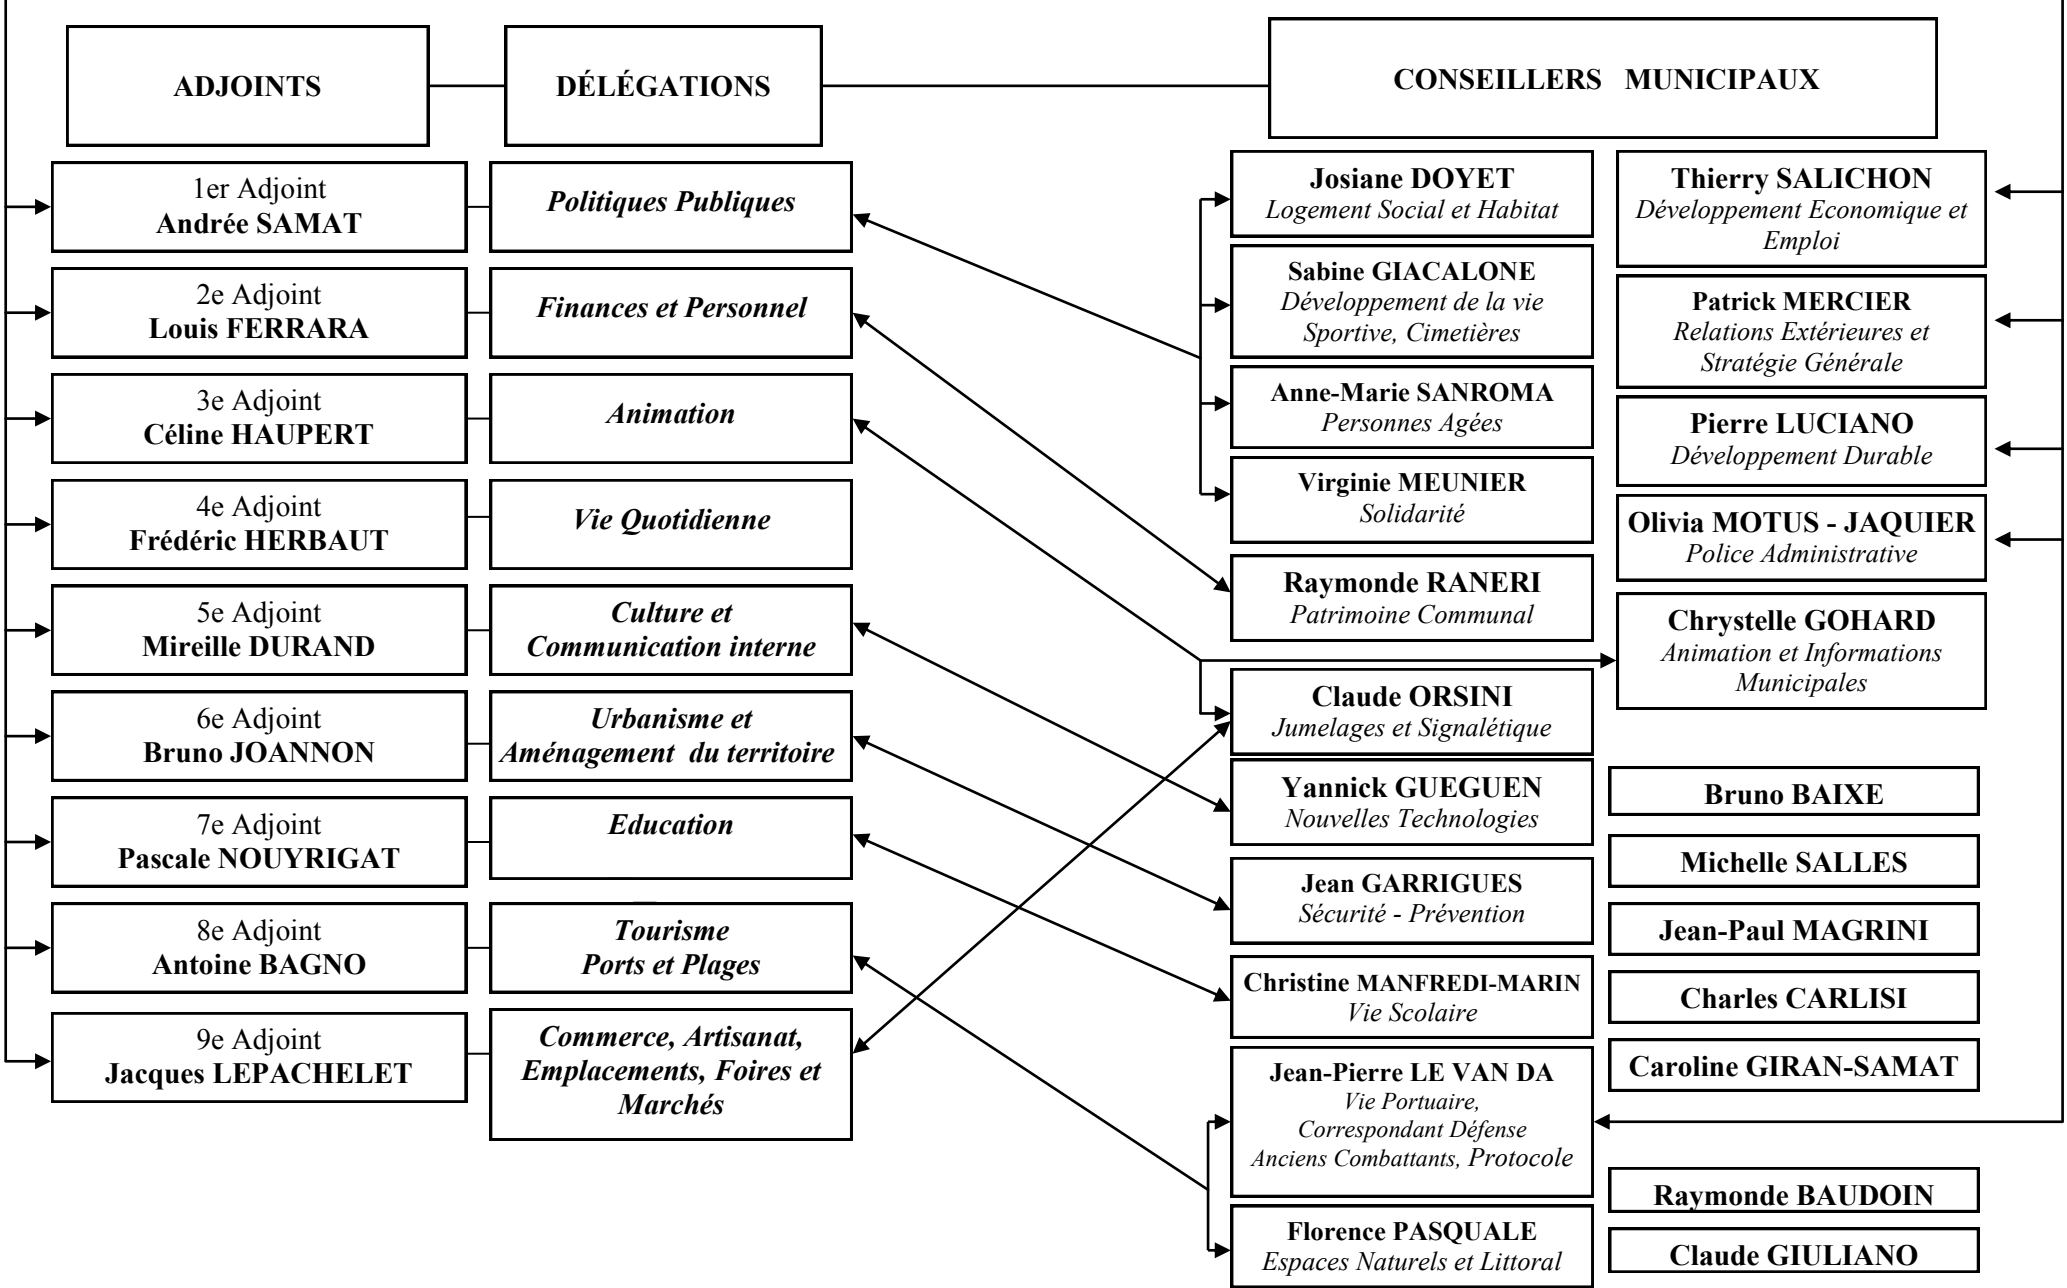 ADJOINTS
DÉLÉGATIONS
CONSEILLERS MUNICIPAUX
1er Adjoint
Andrée SAMAT
2e Adjoint
Louis FERRARA
3e Adjoint
Céline HAUPERT
4e Adjoint
Frédéric HERBAUT
5e Adjoint
Mireille DURAND
6e Adjoint
Bruno JOANNON
7e Adjoint
Pascale NOUYRIGAT
8e Adjoint
Antoine BAGNO
9e Adjoint
Jacques LEPACHELET
Politiques Publiques
Finances et Personnel
Animation
Vie Quotidienne
Culture et
Communication interne
Urbanisme et
Aménagement du territoire
Education
Tourisme
Ports et Plages
Commerce, Artisanat,
Emplacements, Foires et
Marchés
Josiane DOYET
Logement Social et Habitat
Sabine GIACALONE
Développement de la vie
Sportive, Cimetières
Anne-Marie SANROMA
Personnes Agées
Virginie MEUNIER
Solidarité
Raymonde RANERI
Patrimoine Communal
Claude ORSINI
Jumelages et Signalétique
Yannick GUEGUEN
Nouvelles Technologies
Jean GARRIGUES
Sécurité - Prévention
Christine MANFREDI-MARIN
Vie Scolaire
Jean-Pierre LE VAN DA
Vie Portuaire,
Correspondant Défense
Anciens Combattants, Protocole
Florence PASQUALE
Espaces Naturels et Littoral
Thierry SALICHON
Développement Economique et
Emploi
Patrick MERCIER
Relations Extérieures et
Stratégie Générale
Pierre LUCIANO
Développement Durable
Olivia MOTUS - JAQUIER
Police Administrative
Chrystelle GOHARD
Animation et Informations
Municipales
Bruno BAIXE
Michelle SALLES
Jean-Paul MAGRINI
Charles CARLISI
Caroline GIRAN-SAMAT
Raymonde BAUDOIN
Claude GIULIANO